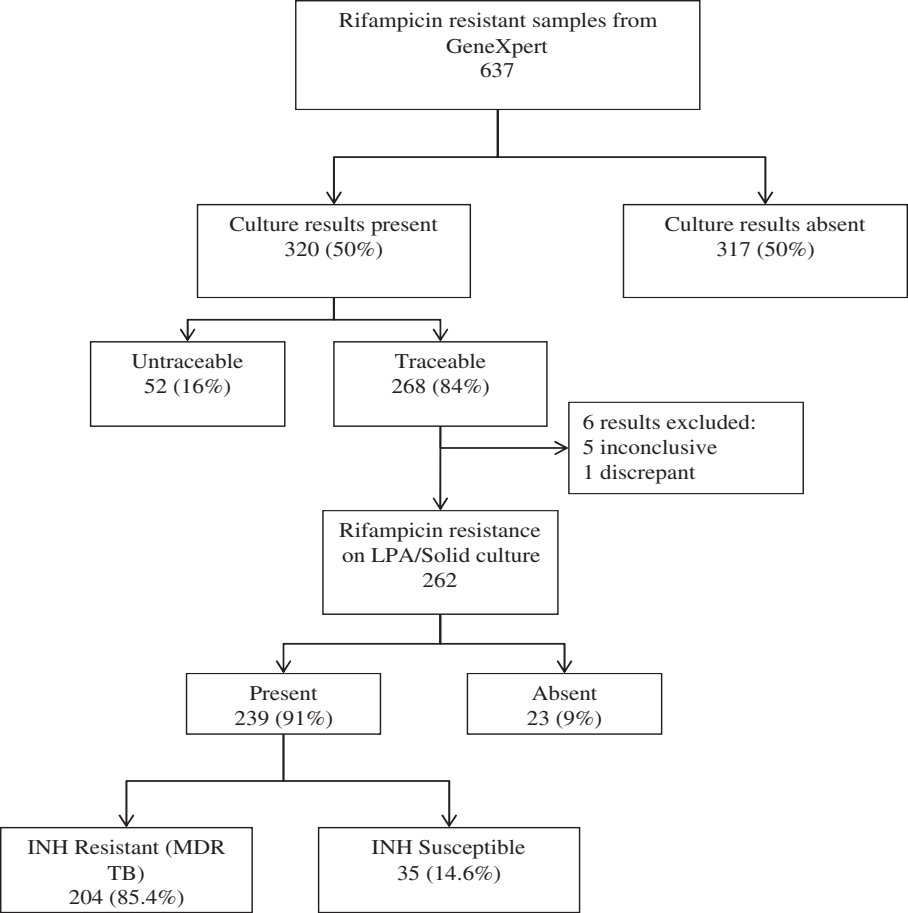 Rifampicin resistant samples from
GeneXpert
637
Culture results present
320 (50%)
Culture results absent
317 (50%)
Untraceable
52 (16%)
Traceable
268 (84%)
6 results excluded:
5 inconclusive
1 discrepant
Rifampicin resistance
on LPA/Solid culture
262
Present
239 (91%)
Absent
23 (9%)
INH Resistant (MDR
TB)
204 (85.4%)
INH Susceptible
35 (14.6%)